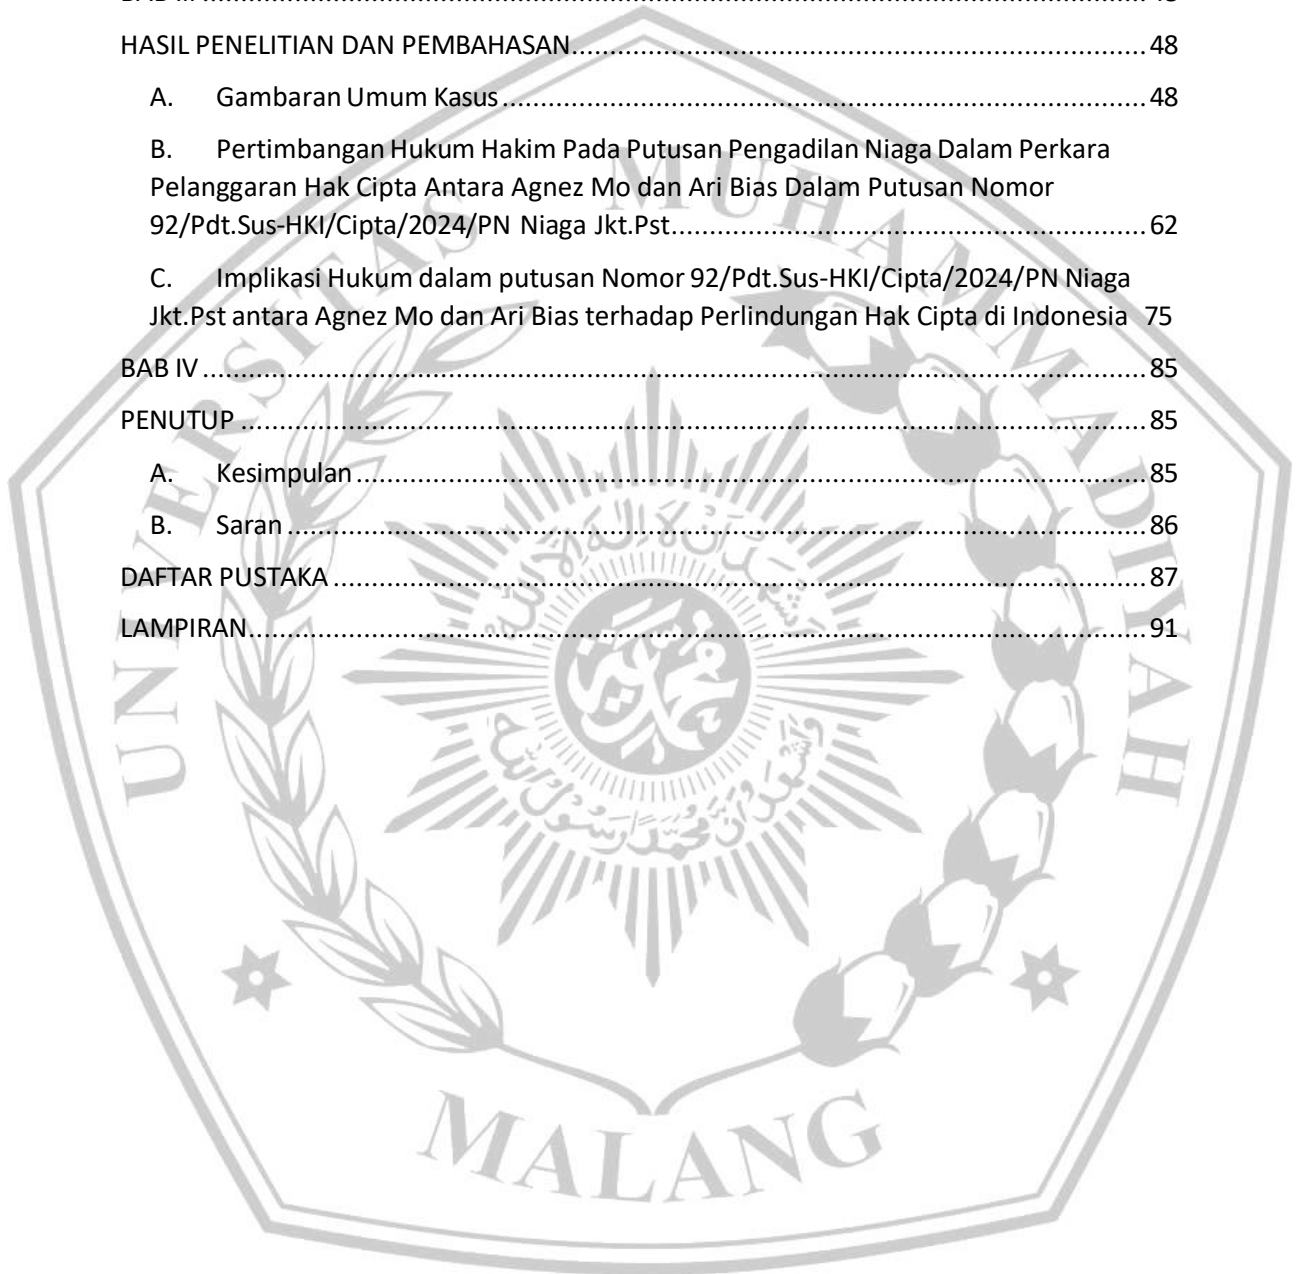 HASIL PENELITIAN DAN PEMBAHASAN....................48
A. Gambaran Umum Kasus....................48
B. Pertimbangan Hukum Hakim Pada Putusan Pengadilan Niaga Dalam Perkara
Pelanggaran Hak Cipta Antara Agnez Mo dan Ari Bias Dalam Putusan Nomor
92/Pdt.Sus-HKI/Cipta/2024/PN Niaga Jkt.Pst....................62
C. Implikasi Hukum dalam putusan Nomor 92/Pdt.Sus-HKI/Cipta/2024/PN Niaga
Jkt.Pst antara Agnez Mo dan Ari Bias terhadap Perlindungan Hak Cipta di Indonesia 75
BAB IV....................85
PENUTUP....................85
A. Kesimpulan....................85
B. Saran....................86
DAFTAR PUSTAKA....................87
LAMPIRAN....................91
UNIVERSITAS MUHAMMADIYAH
MALANG